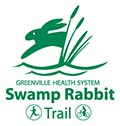 GREENVILLE HEALTH SYSTEM
Swamp Rabbit
Trail